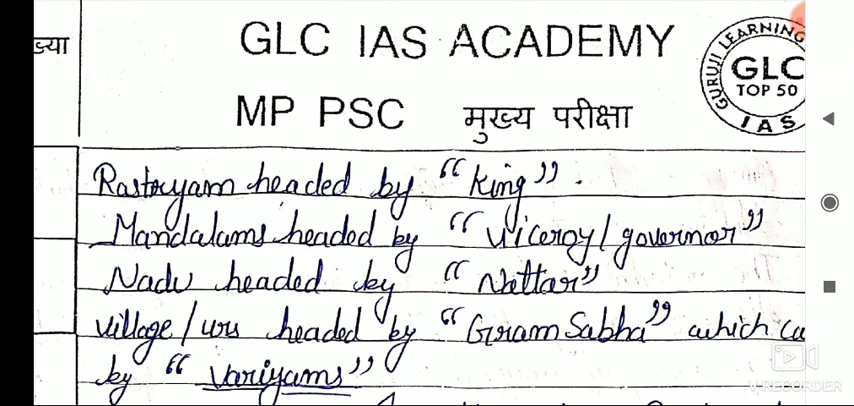 ख्या
GLC IAS ACADEMY
MP PSC मुख्य परीक्षा
GURUJI LEARNING
GLC
TOP 50
IAS
Rastryam headed by "King".
Mandalams headed by "Viceroy/governor"
Nadu headed by "Nattar"
village/urs headed by "Gram Sabha" which
by "Variyams"
V RECORDER